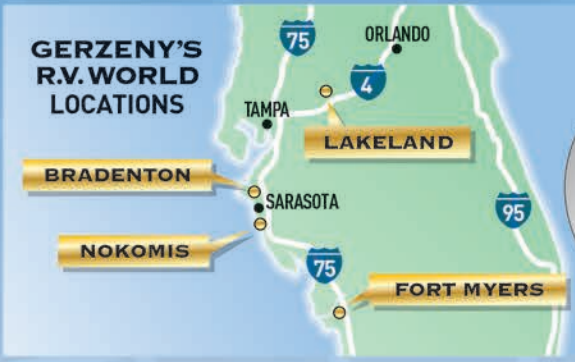 GERZENY'S
R.V. WORLD
LOCATIONS
75
ORLANDO
4
TAMPA
LAKELAND
BRADENTON
SARASOTA
95
NOKOMIS
75
FORT MYERS